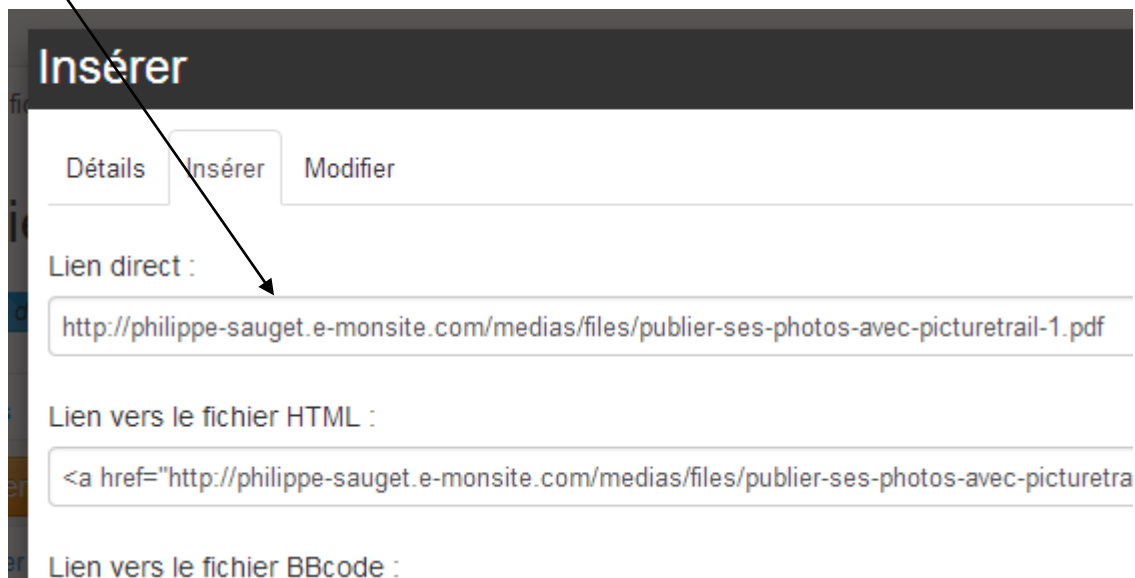 Insérer
Détails Insérer Modifier
Lien direct :
http://philippe-sauget.e-monsite.com/medias/files/publier-ses-photos-avec-picturetrail-1.pdf
Lien vers le fichier HTML :
<a href="http://philippe-sauget.e-monsite.com/medias/files/publier-ses-photos-avec-picturetra
Lien vers le fichier BBcode :